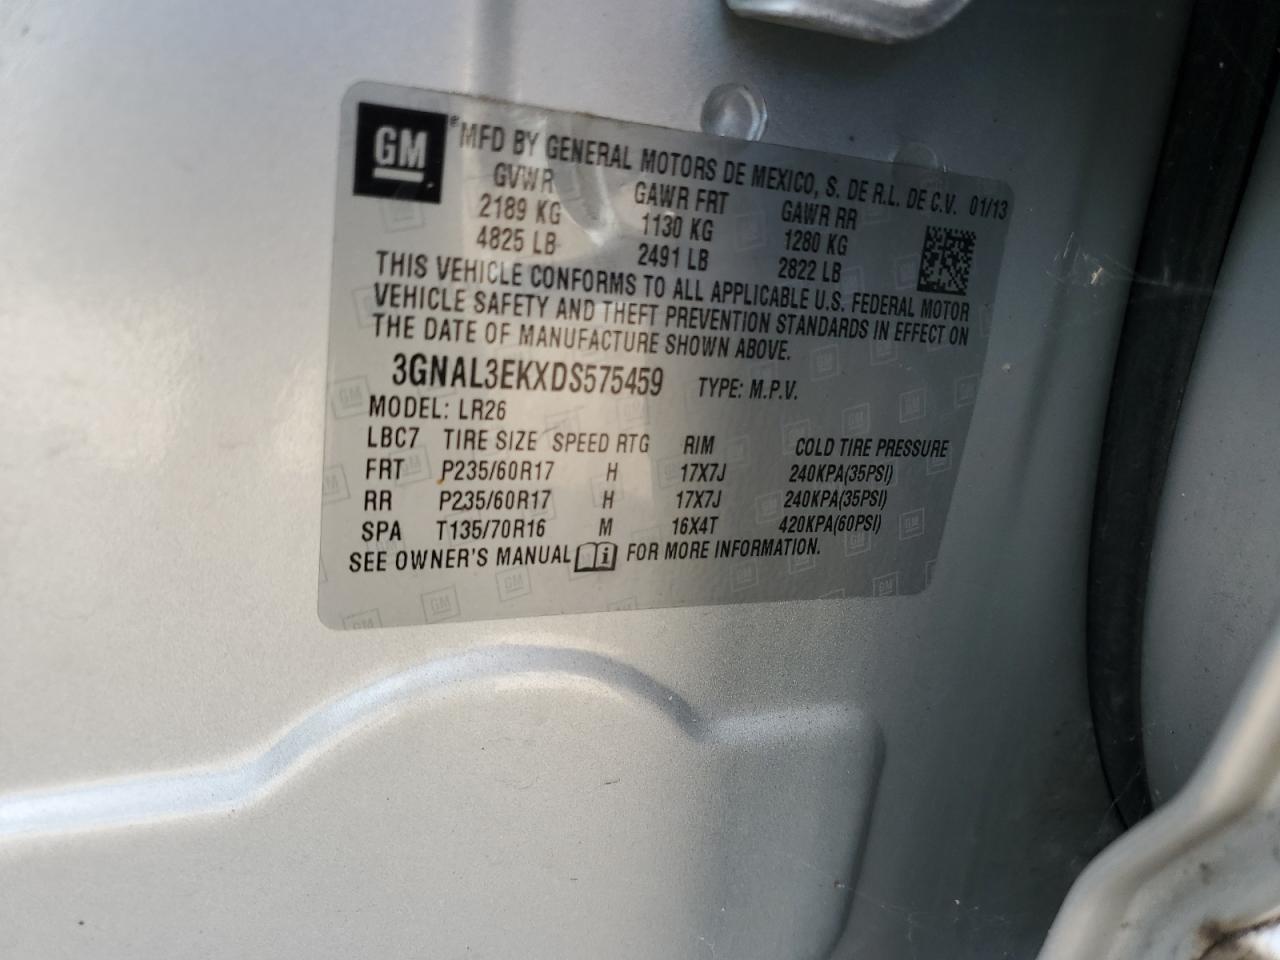 GM
®MFD BY GENERAL MOTORS DE MEXICO, S. DE R.L. DE C.V. 01/13
GVWR GAWR FRT GAWR RR
2189 KG 1130 KG 1280 KG
4825 LB 2491 LB 2822 LB
THIS VEHICLE CONFORMS TO ALL APPLICABLE U.S. FEDERAL MOTOR
VEHICLE SAFETY AND THEFT PREVENTION STANDARDS IN EFFECT ON
THE DATE OF MANUFACTURE SHOWN ABOVE.
3GNAL3EKXDS575459 TYPE: M.P.V.
MODEL: LR26
LBC7 TIRE SIZE SPEED RTG RIM COLD TIRE PRESSURE
FRT P235/60R17 H 17X7J 240KPA(35PSI)
RR P235/60R17 H 17X7J 240KPA(35PSI)
SPA T135/70R16 M 16X4T 420KPA(60PSI)
SEE OWNER'S MANUAL FOR MORE INFORMATION.